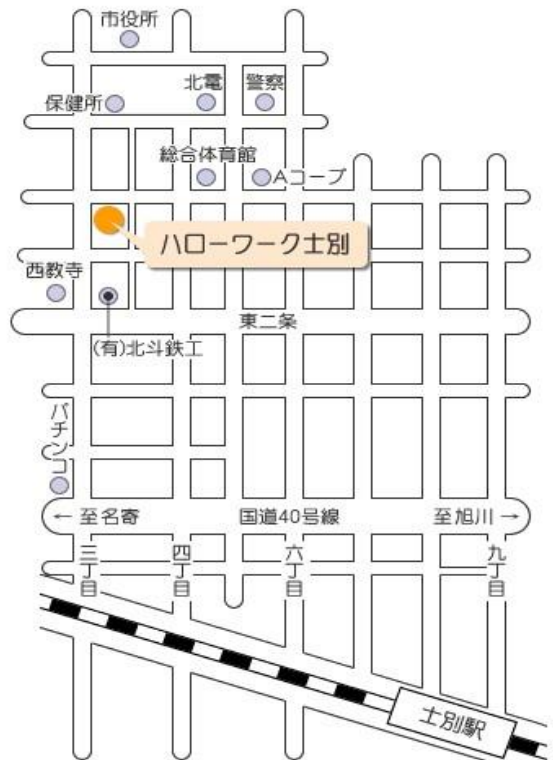 市役所
北電
警察
保健所
総合体育館
Aコープ
ハローワーク士別
西教寺
東二条
(有)北斗鉄工
パチンコ
← 至名寄
国道40号線
至旭川 →
三丁目
四丁目
六丁目
九丁目
士別駅